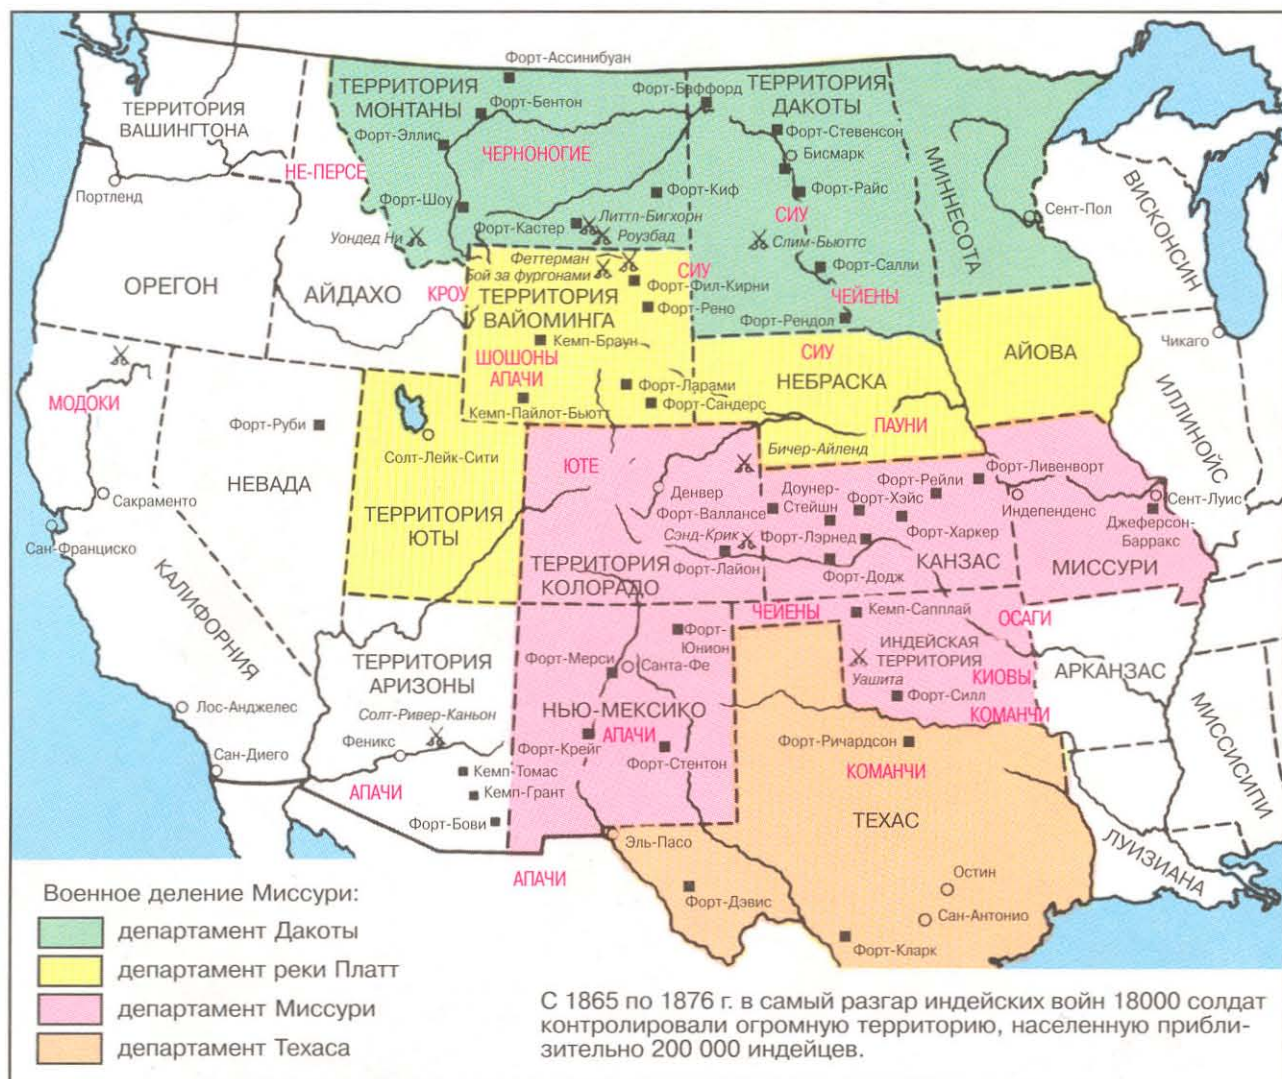 Форт-Ассинибуан
ТЕРРИТОРИЯ
МОНТАНЫ
Форт-Баффорд
ТЕРРИТОРИЯ
ДАКОТЫ
ТЕРРИТОРИЯ
ВАШИНГТОНА
Форт-Бентон
Форт-Эллис
Форт-Стевенсон
Бисмарк
ЧЕРНОНОГИЕ
НЕ-ПЕРСЕ
МИННЕСОТА
ВИСКОНСИН
Портленд
Форт-Шоу
Форт-Киф
Форт-Райс
СИУ
Сент-Пол
Форт-Кастер
Литтл-Бигхорн
Роузбад
Уондед Ни
Слим-Бьюттс
Феттерман
Бой за фургонами
СИУ
Форт-Салли
ОРЕГОН
АЙДАХО
КРОУ
ТЕРРИТОРИЯ
ВАЙОМИНГА
Форт-Фил-Кирни
ЧЕЙЕНЫ
Форт-Рено
Форт-Рендол
Кемп-Браун
Чикаго
ШОШОНЫ
АПАЧИ
СИУ
НЕБРАСКА
АЙОВА
ИЛЛИНОЙС
МОДОКИ
Форт-Ларами
Форт-Сандерс
Кемп-Пайлот-Бьютт
Форт-Руби
ПАУНИ
Солт-Лейк-Сити
Бичер-Айленд
НЕВАДА
ЮТЕ
Форт-Ливенворт
Форт-Рейли
Сакраменто
Денвер
Доунер-
Стейшн
Форт-Хэйс
Индепенденс
Сент-Луис
ТЕРРИТОРИЯ
ЮТЫ
Форт-Валлансе
Форт-Харкер
Джеферсон-
Барракс
Сан-Франциско
Сэнд-Крик
Форт-Лэрнед
КАНЗАС
МИССУРИ
ТЕРРИТОРИЯ
КОЛОРАДО
Форт-Лайон
Форт-Додж
КАЛИФОРНИЯ
ЧЕЙЕНЫ
Кемп-Сапплай
ОСАГИ
Форт-
Юнион
ИНДЕЙСКАЯ
ТЕРРИТОРИЯ
ТЕРРИТОРИЯ
АРИЗОНЫ
Форт-Мерси
Санта-Фе
Уашита
КИОВЫ
АРКАНЗАС
Форт-Силл
Лос-Анджелес
НЬЮ-МЕКСИКО
КОМАНЧИ
МИССИСИПИ
Солт-Ривер-Каньон
АПАЧИ
Феникс
Форт-Крейг
Форт-Стентон
Форт-Ричардсон
Сан-Диего
Кемп-Томас
КОМАНЧИ
АПАЧИ
Кемп-Грант
Форт-Бови
ТЕХАС
Эль-Пасо
ЛУИЗИАНА
АПАЧИ
Остин
Форт-Дэвис
Сан-Антонио
Форт-Кларк
Военное деление Миссури:
департамент Дакоты
департамент реки Платт
департамент Миссури
департамент Техаса
С 1865 по 1876 г. в самый разгар индейских войн 18000 солдат
контролировали огромную территорию, населенную прибли-
зительно 200 000 индейцев.